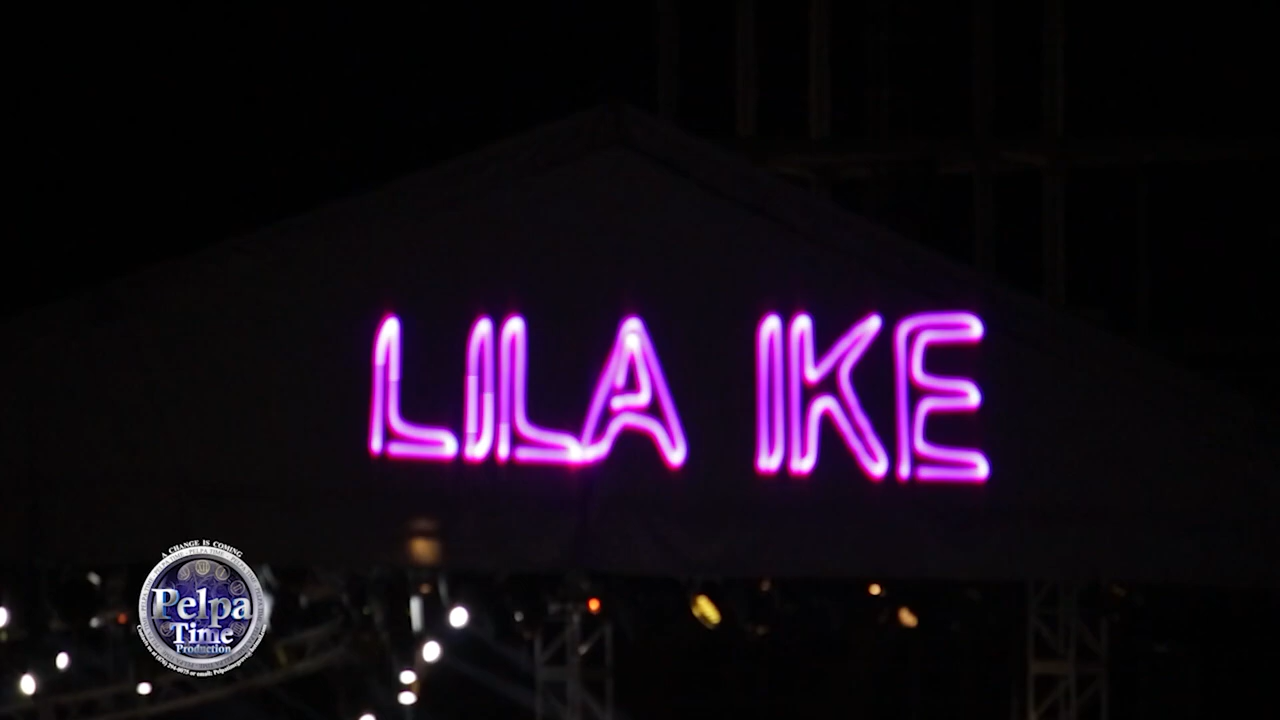 LILA IKE
A CHANGE IS COMING
Pelpa
Time
Production